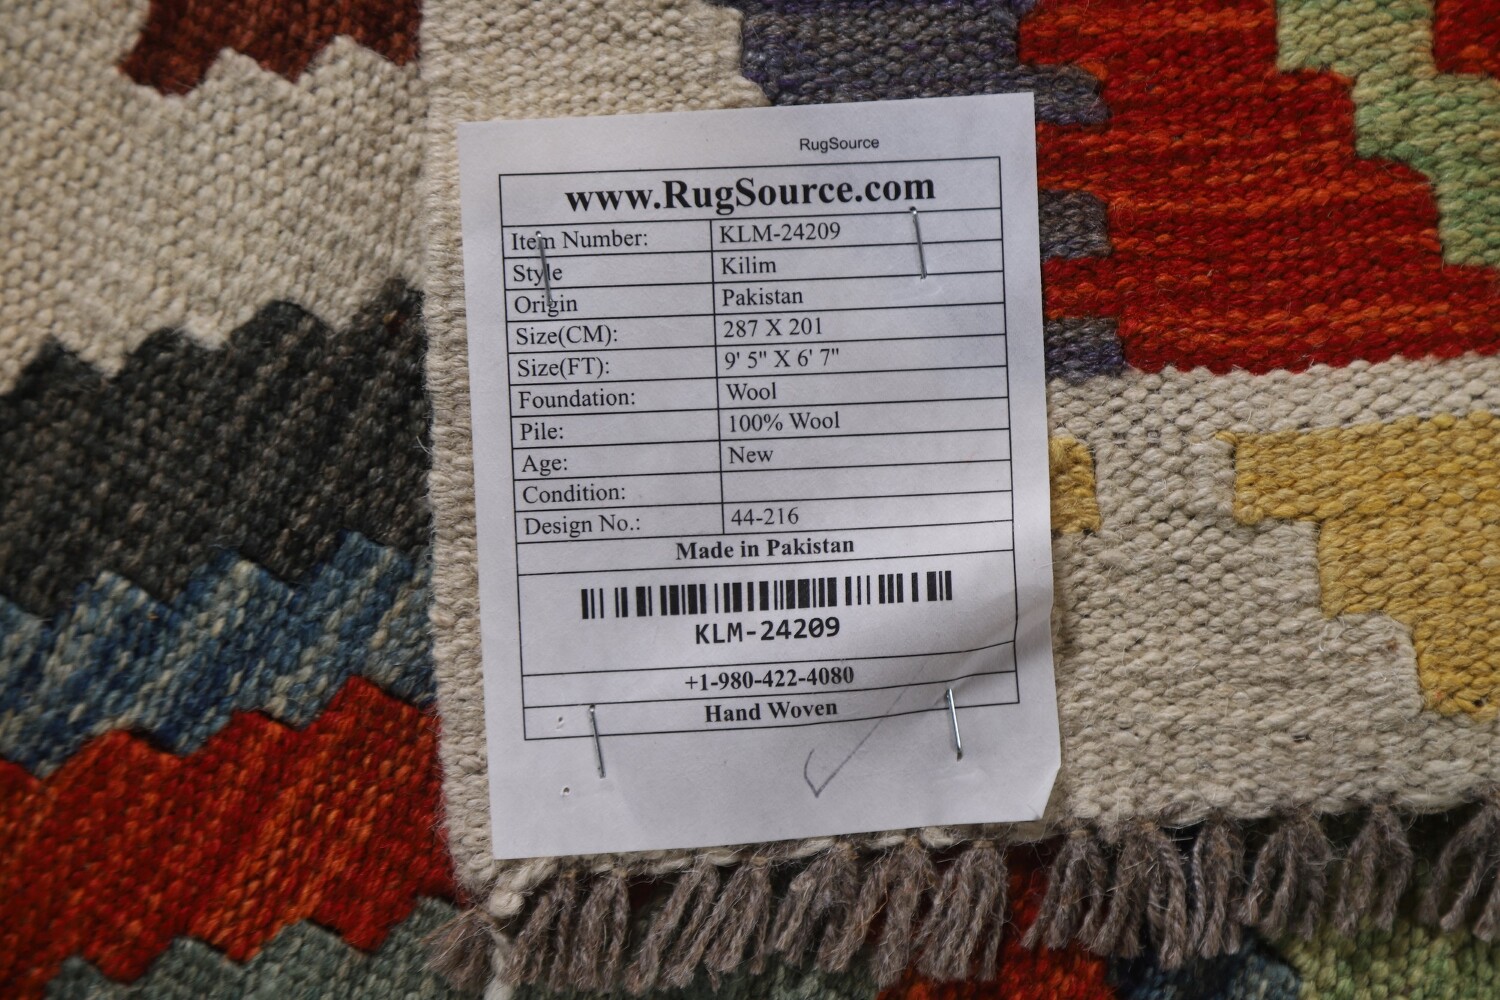 RugSource
www.RugSource.com
Item Number: KLM-24209
Style Kilim
Origin Pakistan
Size(CM): 287 X 201
Size(FT): 9' 5" X 6' 7"
Foundation: Wool
Pile: 100% Wool
Age: New
Condition:
Design No.: 44-216
Made in Pakistan
KLM-24209
+1-980-422-4080
Hand Woven